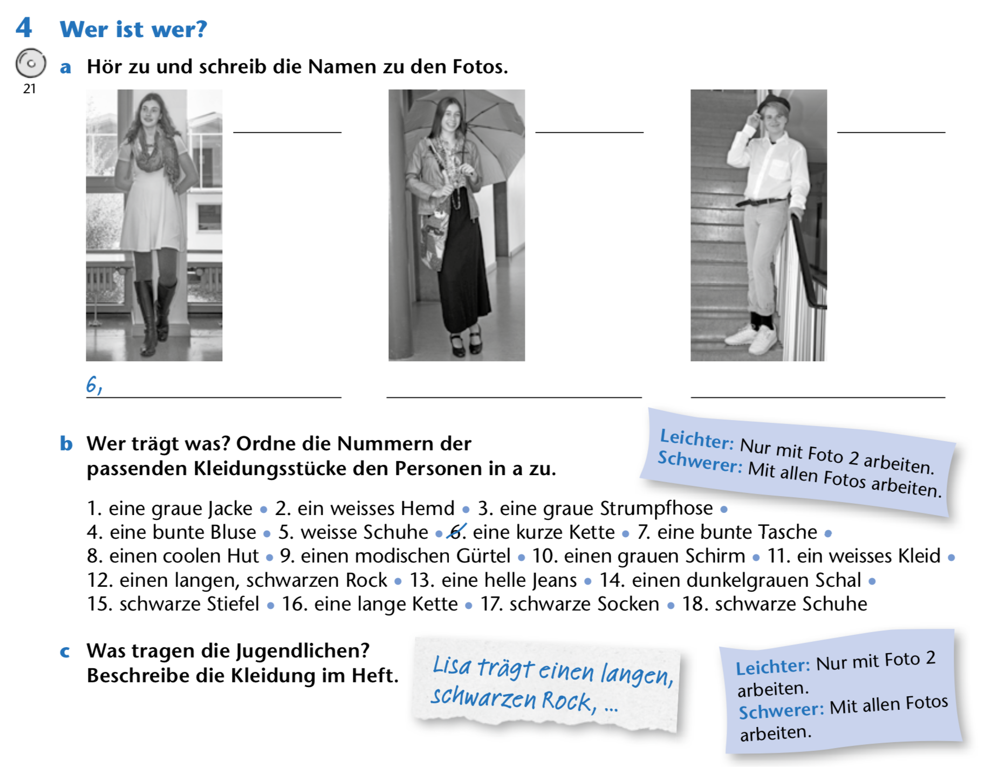 4 Wer ist wer?
21
a Hör zu und schreib die Namen zu den Fotos.
6,
b Wer trägt was? Ordne die Nummern der
passenden Kleidungsstücke den Personen in a zu.
Leichter: Nur mit Foto 2 arbeiten.
Schwerer: Mit allen Fotos arbeiten.
1. eine graue Jacke • 2. ein weisses Hemd • 3. eine graue Strumpfhose •
4. eine bunte Bluse • 5. weisse Schuhe • 6. eine kurze Kette • 7. eine bunte Tasche •
8. einen coolen Hut • 9. einen modischen Gürtel • 10. einen grauen Schirm • 11. ein weisses Kleid •
12. einen langen, schwarzen Rock • 13. eine helle Jeans • 14. einen dunkelgrauen Schal •
15. schwarze Stiefel • 16. eine lange Kette • 17. schwarze Socken • 18. schwarze Schuhe
c Was tragen die Jugendlichen?
Beschreibe die Kleidung im Heft.
Lisa trägt einen langen,
schwarzen Rock, ...
Leichter: Nur mit Foto 2
arbeiten.
Schwerer: Mit allen Fotos
arbeiten.